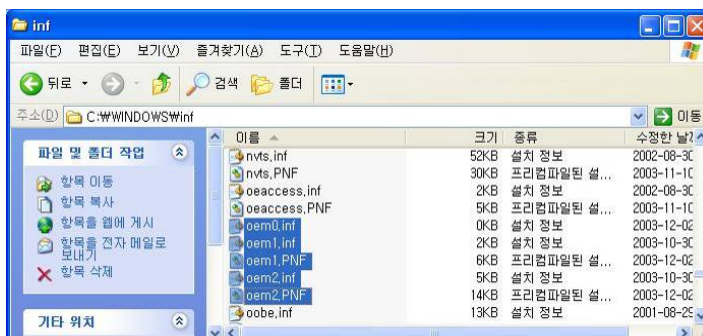 inf
파일(F) 편집(E) 보기(V) 즐겨찾기(A) 도구(T) 도움말(H)
뒤로 검색 폴더
주소(D) C:₩WINDOWS₩inf 이동
파일 및 폴더 작업
항목 이동
항목 복사
항목을 웹에 게시
항목을 전자 메일로
보내기
항목 삭제
기타 위치
이름 크기 종류 수정한 날짜
nvts,inf 52KB 설치 정보 2002-08-30
nvts,PNF 30KB 프리컴파일된 설... 2003-11-10
oeaccess,inf 2KB 설치 정보 2002-08-30
oeaccess,PNF 5KB 프리컴파일된 설... 2003-11-10
oem0,inf 0KB 설치 정보 2003-12-02
oem1,inf 2KB 설치 정보 2003-10-30
oem1,PNF 6KB 프리컴파일된 설... 2003-12-02
oem2,inf 5KB 설치 정보 2003-10-30
oem2,PNF 14KB 프리컴파일된 설... 2003-12-02
oobe,inf 13KB 설치 정보 2001-08-29